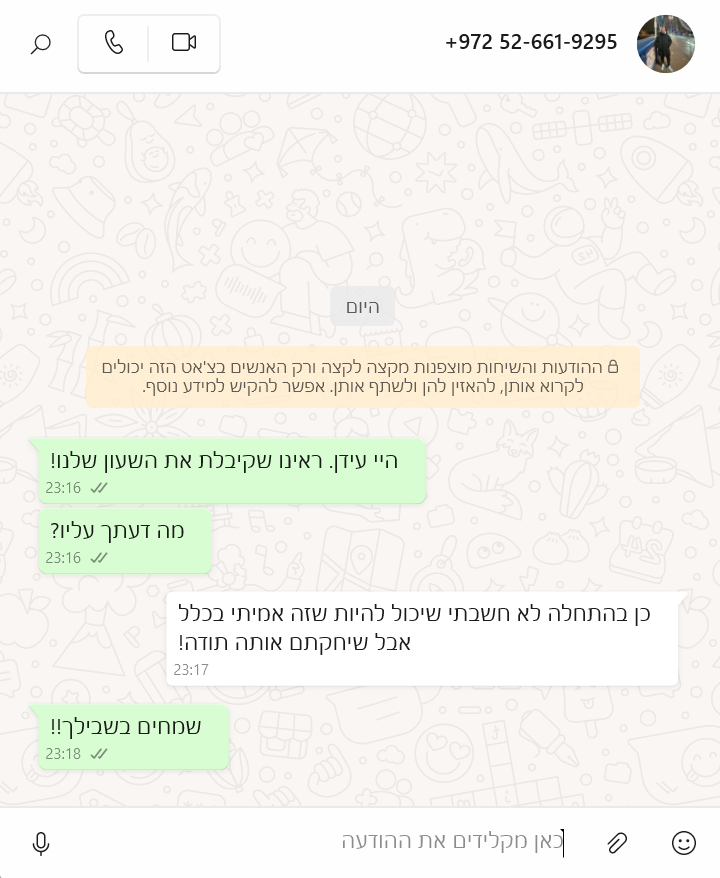 +972 52-661-9295
היום
ההודעות והשיחות מוצפנות מקצה לקצה ורק האנשים בצ'אט הזה יכולים
לקרוא אותן, להאזין להן ולשתף אותן. אפשר להקיש למידע נוסף.
היי עידן. ראינו שקיבלת את השעון שלנו!
23:16
מה דעתך עליו?
23:16
כן בהתחלה לא חשבתי שיכול להיות שזה אמיתי בכלל
אבל שיחקתם אותה תודה!
23:17
שמחים בשבילך!!
23:18
כאן מקלידים את ההודעה